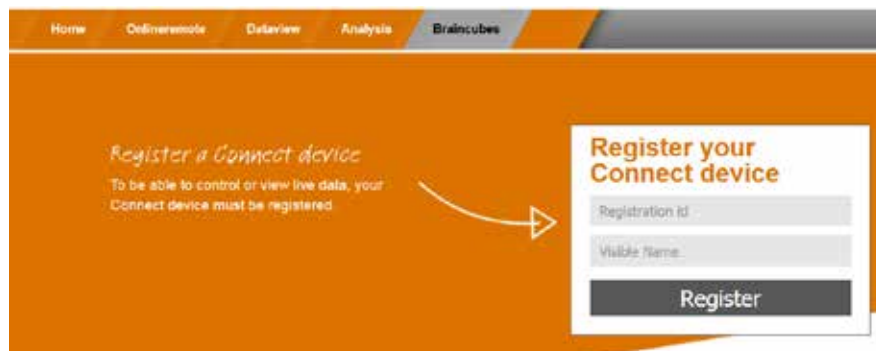 Home Onlineremote Dataview Analysis Braincubes
Register a Connect device
To be able to control or view live data, your
Connect device must be registered
Register your
Connect device
Registration Id
Visible Name
Register